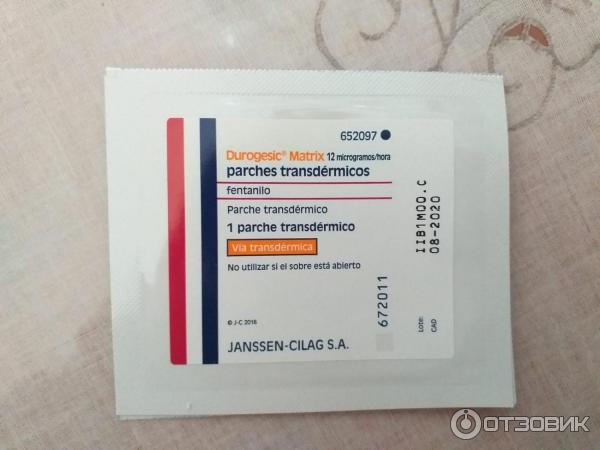 652097
Durogesic® Matrix 12 microgramos/hora
parches transdérmicos
fentanilo
Parche transdérmico
1 parche transdérmico
Vía transdérmica
No utilizar si el sobre está abierto
© J-C 2016
JANSSEN-CILAG S.A.
672011
LOTE: IIB1M00.C
CAD 08-2020
ОТЗОВИК